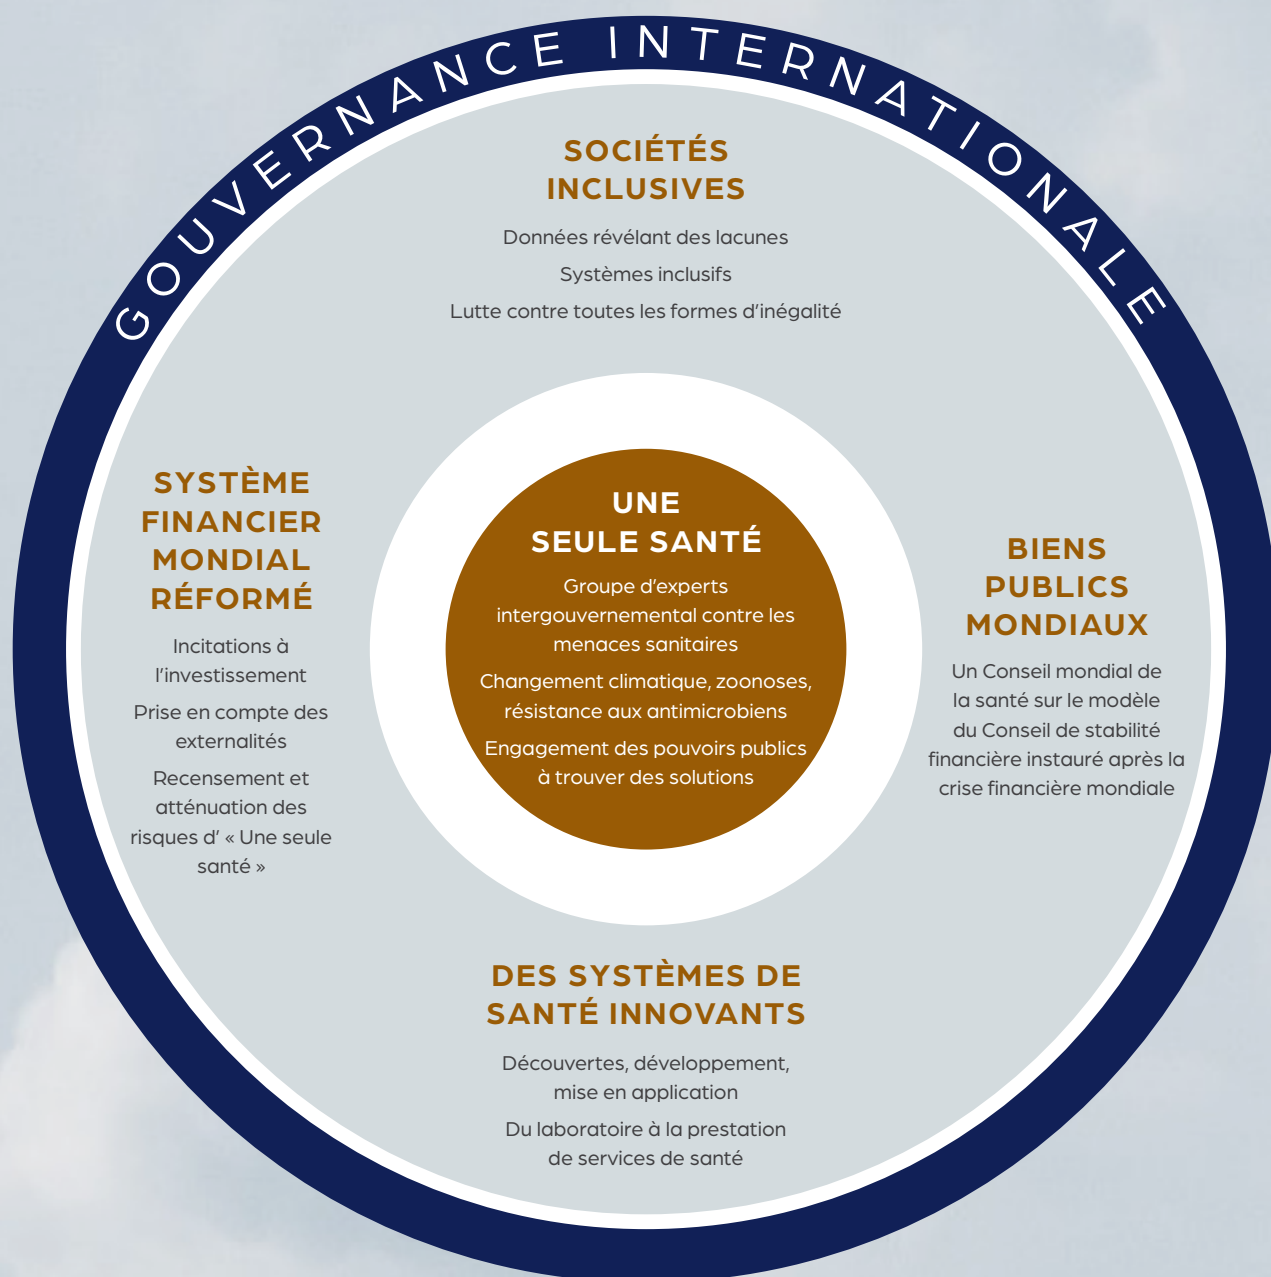 GOUVERNANCE INTERNATIONALE
SOCIÉTÉS
INCLUSIVES
Données révélant des lacunes
Systèmes inclusifs
Lutte contre toutes les formes d’inégalité
SYSTÈME
FINANCIER
MONDIAL
RÉFORMÉ
Incitations à
l’investissement
Prise en compte des
externalités
Recensement et
atténuation des
risques d’ « Une seule
santé »
UNE
SEULE SANTÉ
Groupe d’experts
intergouvernemental contre les
menaces sanitaires
Changement climatique, zoonoses,
résistance aux antimicrobiens
Engagement des pouvoirs publics
à trouver des solutions
BIENS
PUBLICS
MONDIAUX
Un Conseil mondial de
la santé sur le modèle
du Conseil de stabilité
financière instauré après la
crise financière mondiale
DES SYSTÈMES DE
SANTÉ INNOVANTS
Découvertes, développement,
mise en application
Du laboratoire à la prestation
de services de santé